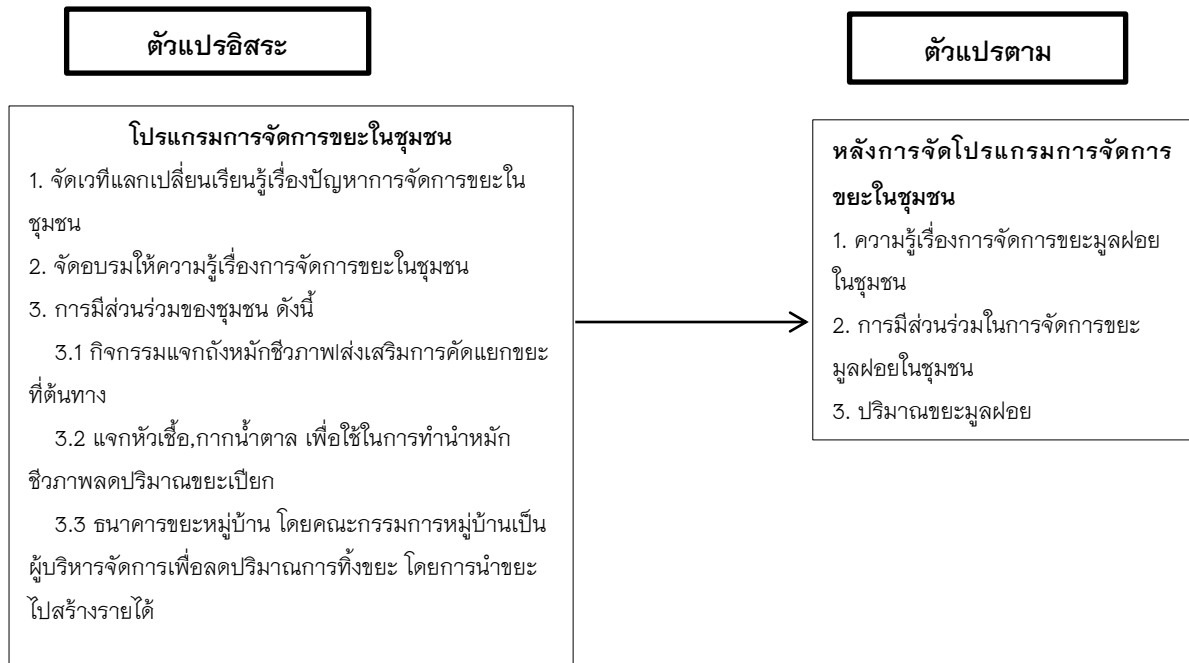 ตัวแปรอิสระ
ตัวแปรตาม
โปรแกรมการจัดการขยะในชุมชน
1. จัดเวทีแลกเปลี่ยนเรียนรู้เรื่องปัญหาการจัดการขยะใน
ชุมชน
2. จัดอบรมให้ความรู้เรื่องการจัดการขยะในชุมชน
3. การมีส่วนร่วมของชุมชน ดังนี้
3.1 กิจกรรมแจกถังหมักชีวภาพlส่งเสริมการคัดแยกขยะ
ที่ต้นทาง
3.2 แจกหัวเชื้อ,กากน้ำตาล เพื่อใช้ในการทำนำหมัก
ชีวภาพลดปริมาณขยะเปียก
3.3 ธนาคารขยะหมู่บ้าน โดยคณะกรรมการหมู่บ้านเป็น
ผู้บริหารจัดการเพื่อลดปริมาณการทิ้งขยะ โดยการนำขยะ
ไปสร้างรายได้
หลังการจัดโปรแกรมการจัดการ
ขยะในชุมชน
1. ความรู้เรื่องการจัดการขยะมูลฝอย
ในชุมชน
2. การมีส่วนร่วมในการจัดการขยะ
มูลฝอยในชุมชน
3. ปริมาณขยะมูลฝอย